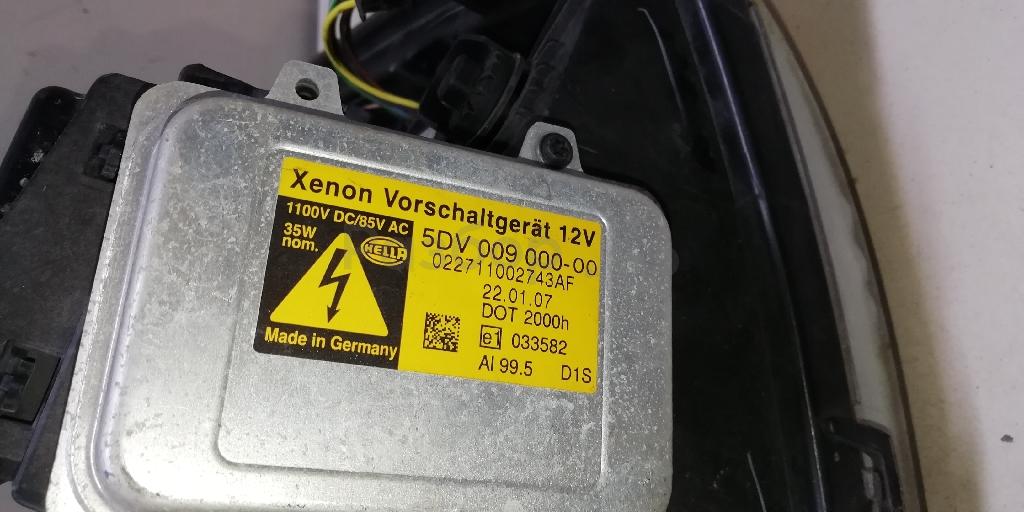 Xenon Vorschaltgerät 12V
1100V DC/85V AC
35W
nom.
HELLA
5DV 009 000-00
022711002743AF
22.01.07
DOT 2000h
e1 033582
Made in Germany
Al 99.5 D1S